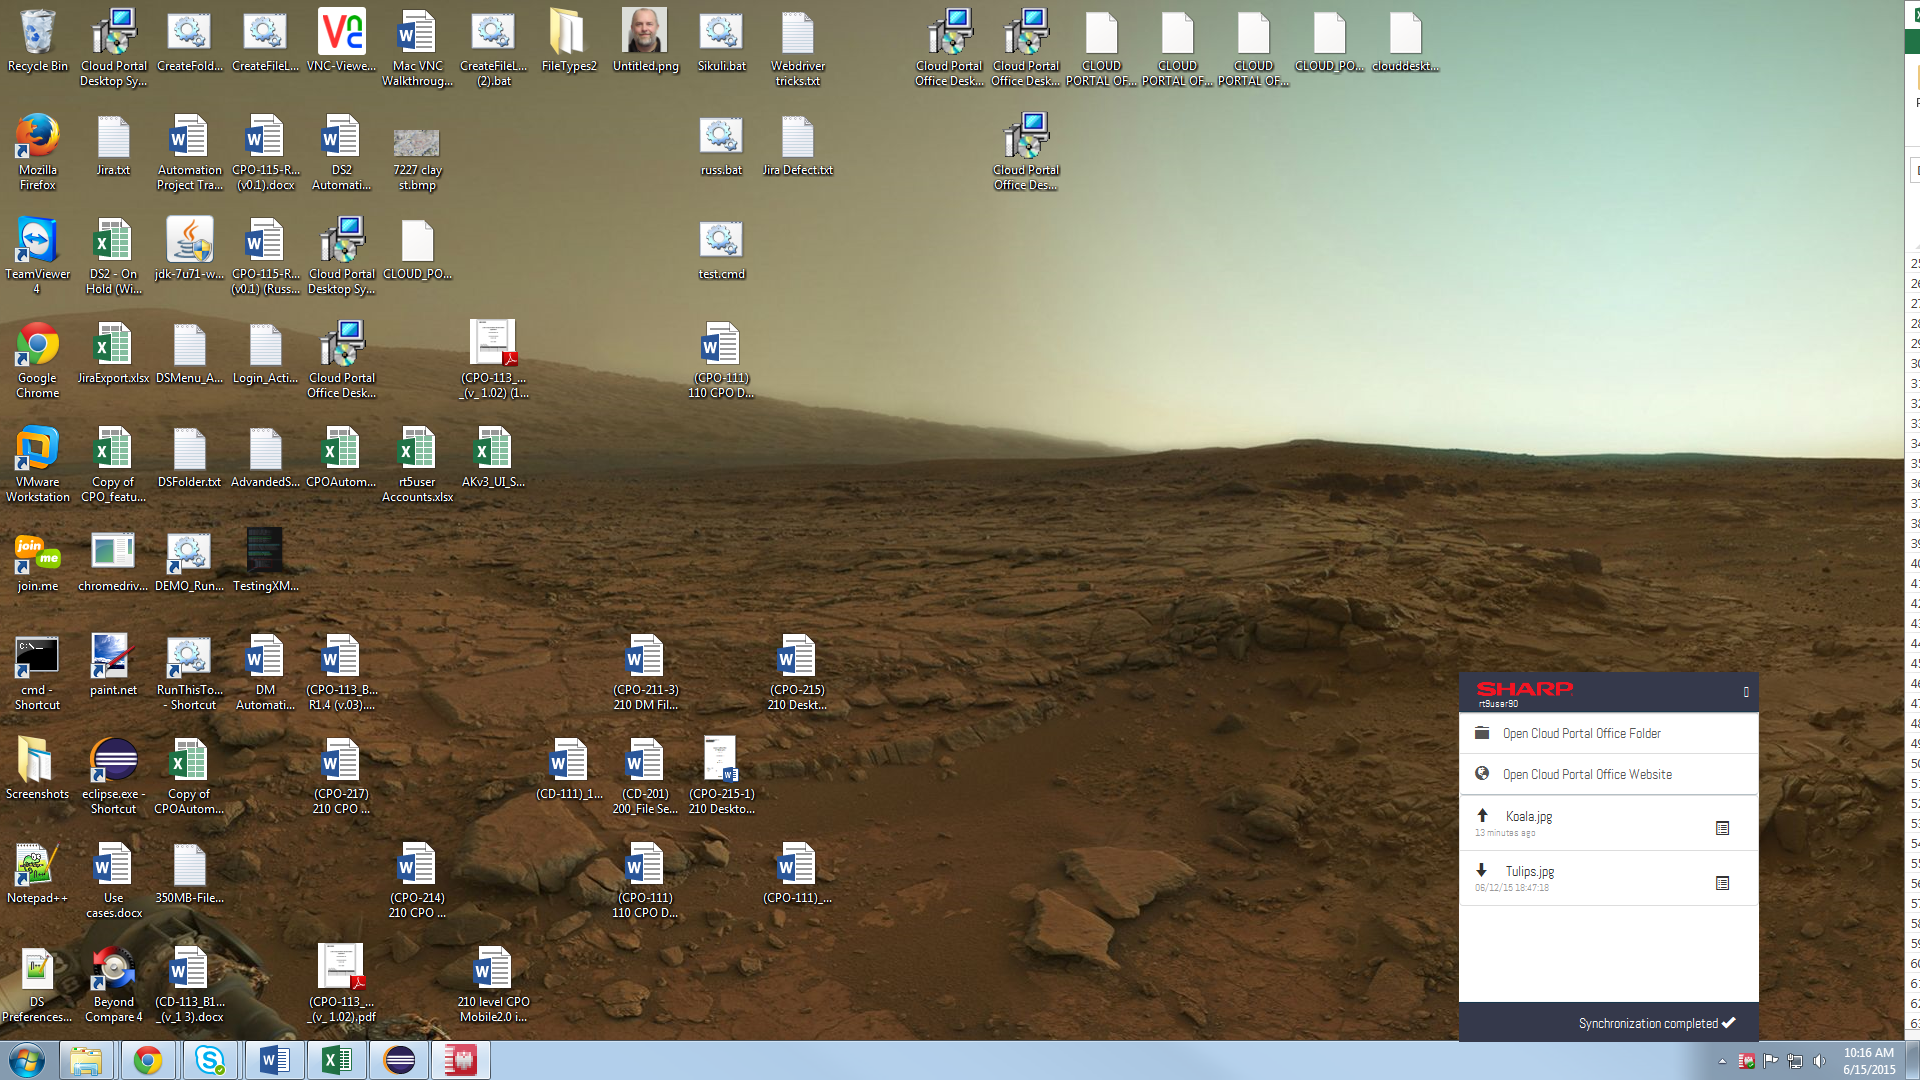 Recycle Bin
Cloud Portal Desktop Sy...
CreateFold...
CreateFileL...
VNC-Viewe...
Mac VNC Walkthroug...
CreateFileL... (2).bat
FileTypes2
Untitled.png
Sikuli.bat
Webdriver tricks.txt
Cloud Portal Office Desk...
Cloud Portal Office Desk...
CLOUD PORTAL OF...
CLOUD PORTAL OF...
CLOUD PORTAL OF...
CLOUD_PO...
clouddeskt...
Mozilla Firefox
Jira.txt
Automation Project Tra...
CPO-115-R... (v0.1).docx
DS2 Automati...
7227 clay st.bmp
russ.bat
Jira Defect.txt
Cloud Portal Office Des...
TeamViewer 4
DS2 - On Hold (Wi...
jdk-7u71-w...
CPO-115-R... (v0.1) (Russ...
Cloud Portal Desktop Sy...
CLOUD_PO...
test.cmd
Google Chrome
JiraExport.xlsx
DSMenu_A...
Login_Acti...
Cloud Portal Office Desk...
(CPO-113_... _(v_ 1.02) (1...
(CPO-111) 110 CPO D...
VMware Workstation
Copy of CPO_featu...
DSFolder.txt
AdvandedS...
CPOAutom...
rt5user Accounts.xlsx
AKv3_UI_S...
join.me
chromedriv...
DEMO_Run...
TestingXM...
cmd - Shortcut
paint.net
RunThisTo... - Shortcut
DM Automati...
(CPO-113_B... R1.4 (v.03)....
(CPO-211-3) 210 DM Fil...
(CPO-215) 210 Deskt...
Screenshots
eclipse.exe - Shortcut
Copy of CPOAutom...
(CPO-217) 210 CPO ...
(CD-111)_1...
(CD-201) 200_File Se...
(CPO-215-1) 210 Deskto...
Notepad++
Use cases.docx
350MB-File...
(CPO-214) 210 CPO ...
(CPO-111) 110 CPO D...
(CPO-111)_...
DS Preferences...
Beyond Compare 4
(CD-113_B1... _(v_1 3).docx
(CPO-113_... _(v_ 1.02).pdf
210 level CPO Mobile2.0 i...
SHARP
rt9user90
Open Cloud Portal Office Folder
Open Cloud Portal Office Website
Koala.jpg
13 minutes ago
Tulips.jpg
06/12/15 18:47:18
Synchronization completed
10:16 AM
6/15/2015